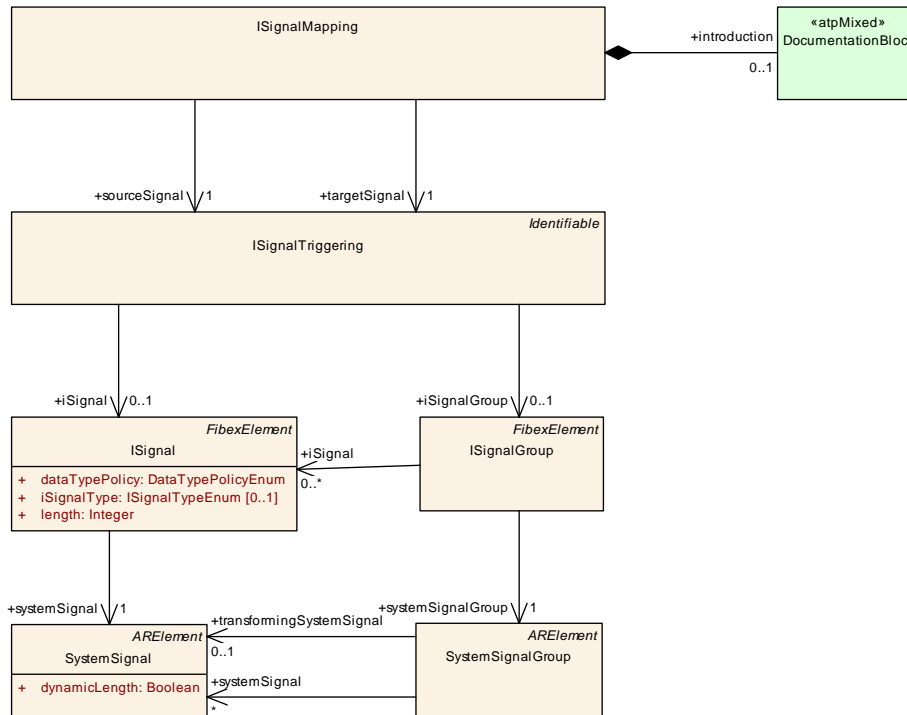 ISignalMapping
«atpMixed»
DocumentationBloc
+introduction
0..1
+sourceSignal 1
+targetSignal 1
Identifiable
ISignalTriggering
+iSignal 0..1
+iSignalGroup 0..1
FibexElement
ISignal
+ dataTypePolicy: DataTypePolicyEnum
+ iSignalType: ISignalTypeEnum [0..1]
+ length: Integer
+iSignal
0..*
FibexElement
ISignalGroup
+systemSignal 1
+systemSignalGroup 1
ARElement
SystemSignal
+ dynamicLength: Boolean
+transformingSystemSignal
0..1
+systemSignal
*
ARElement
SystemSignalGroup